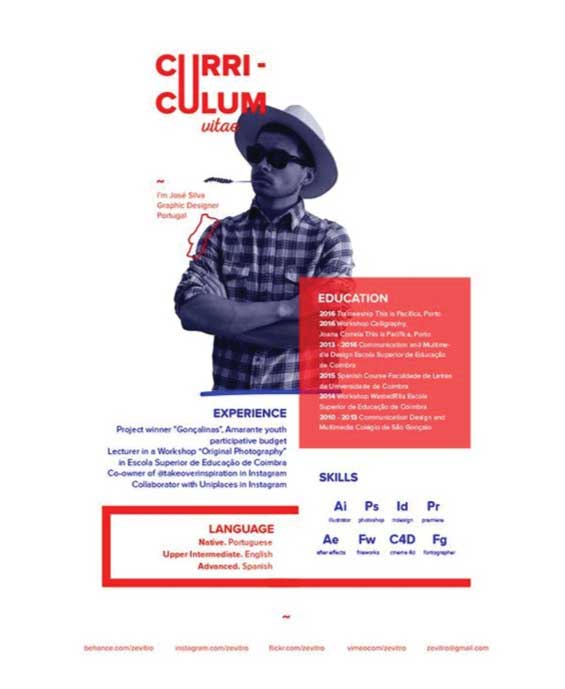 CURRI -
CULUM
vitae
~
I'm José Silva
Graphic Designer
Portugal
EDUCATION
2016 Traineeship This is Pacifica, Porto
2016 Workshop Calligraphy,
Joana Correia This is Pacifica, Porto
2013 - 2016 Communication and Multime-
dia Design Escola Superior de Educação
de Coimbra
2015 Spanish Course Faculdade de Letras
da Universidade de Coimbra
2014 Workshop WastedRita Escola
Superior de Educação de Coimbra
2010 - 2013 Communication Design and
Multimedia Colégio de São Gonçalo
EXPERIENCE
Project winner "Gonçalinas", Amarante youth
participative budget
Lecturer in a Workshop "Original Photography"
in Escola Superior de Educação de Coimbra
Co-owner of @takeoverinspiration in Instagram
Collaborator with Uniplaces in Instagram
SKILLS
Ai Ps Id Pr
illustrator photoshop indesign premiere
Ae Fw C4D Fg
after effects fireworks cinema 4d fontographer
LANGUAGE
Native. Portuguese
Upper Intermediate. English
Advanced. Spanish
~
behance.com/zevitro instagram.com/zevitro flickr.com/zevitro vimeocom/zevitro zevitro@gmail.com